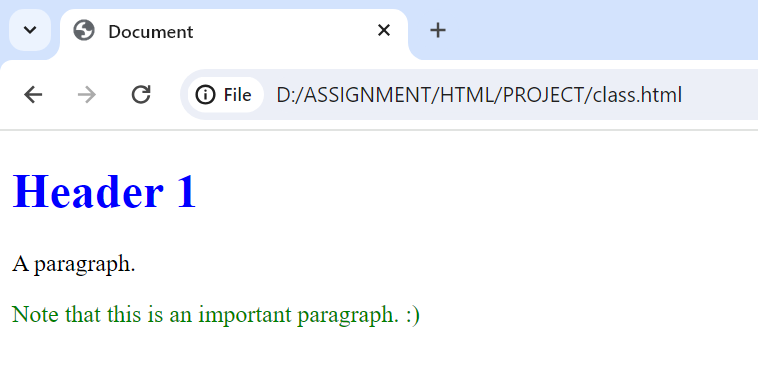 Document
File D:/ASSIGNMENT/HTML/PROJECT/class.html
Header 1
A paragraph.
Note that this is an important paragraph. :)